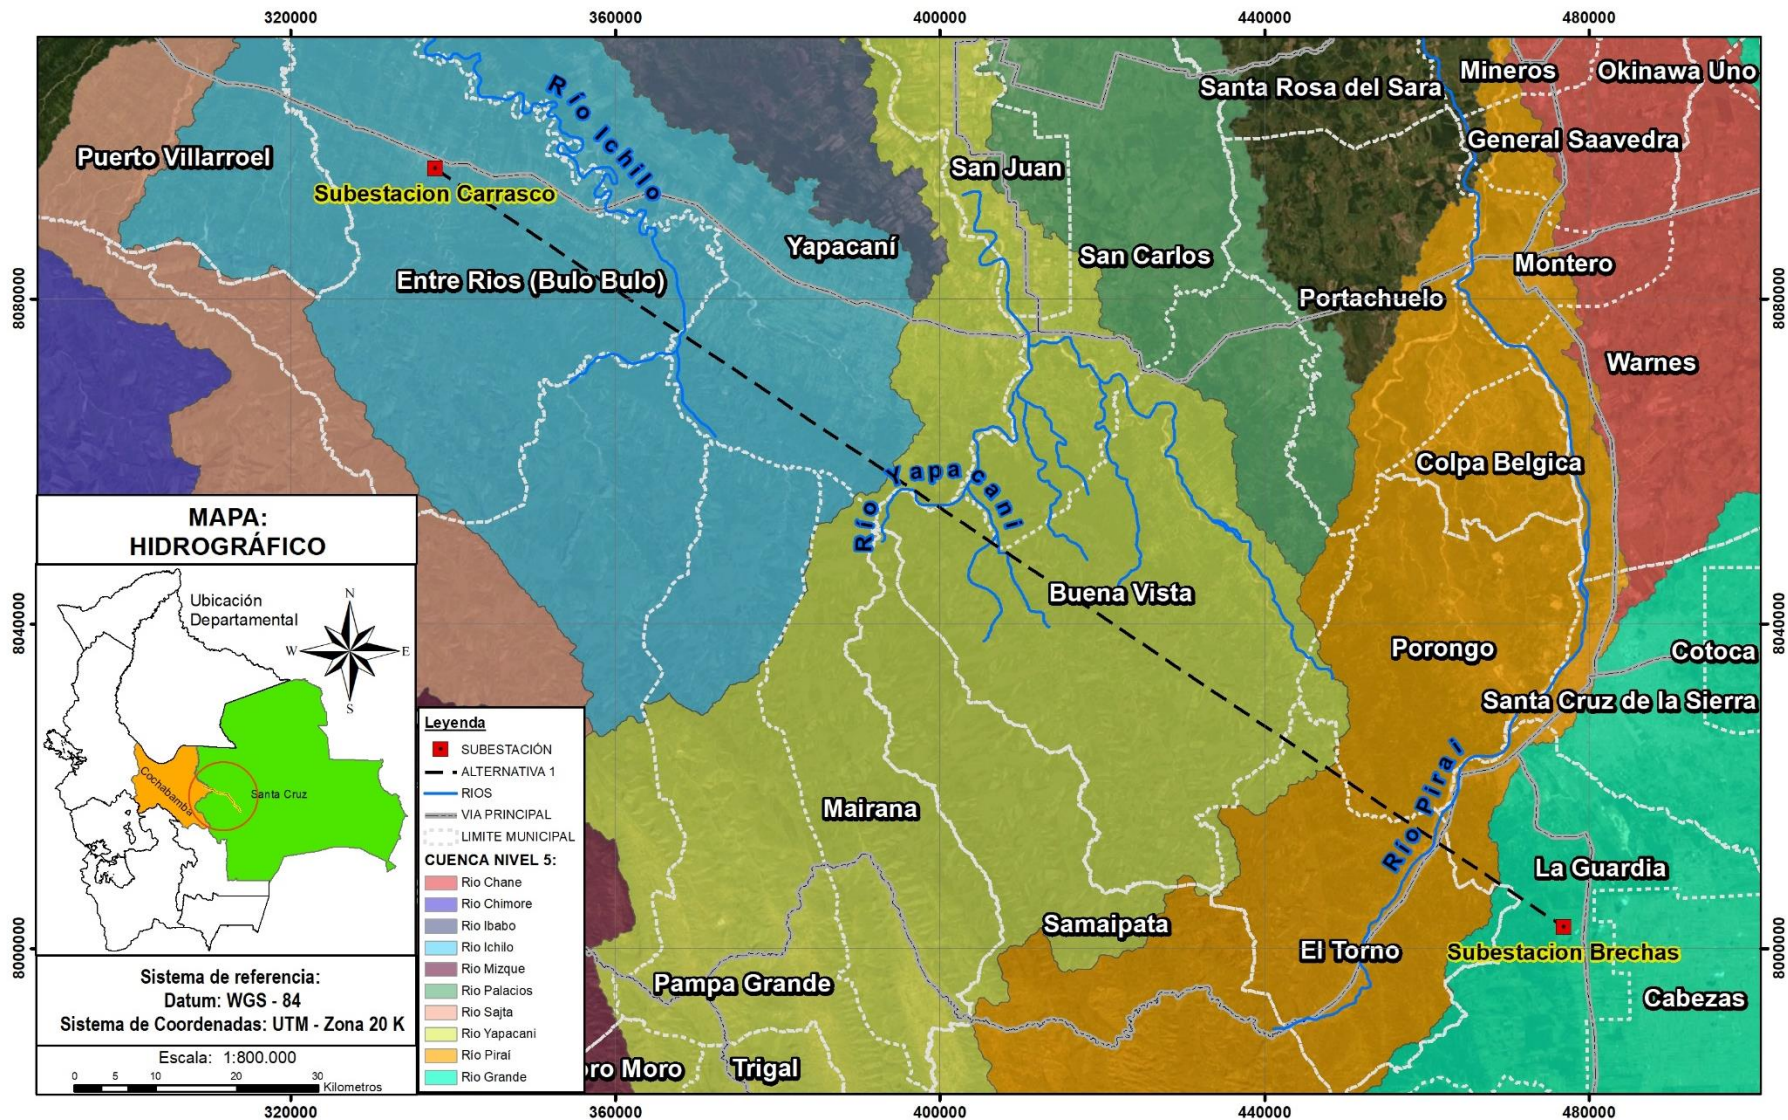 320000
360000
400000
440000
480000
Mineros
Okinawa Uno
Santa Rosa del Sara
Río Ichilo
General Saavedra
Puerto Villarroel
San Juan
Subestacion Carrasco
Yapacaní
San Carlos
Montero
Entre Rios (Bulo Bulo)
Portachuelo
8080000
8080000
Warnes
Colpa Belgica
Río Yapacani
Buena Vista
8040000
8040000
Porongo
Cotoca
Santa Cruz de la Sierra
Río Pirai
Mairana
La Guardia
Samaipata
El Torno
Subestacion Brechas
8000000
8000000
Pampa Grande
Cabezas
oro Moro
Trigal
MAPA:
HIDROGRÁFICO
Ubicación
Departamental
N
W
E
S
Cochabamba
Santa Cruz
Sistema de referencia:
Datum: WGS - 84
Sistema de Coordenadas: UTM - Zona 20 K
Escala: 1:800.000
0 5 10 20 30
Kilometros
Leyenda
SUBESTACIÓN
ALTERNATIVA 1
RIOS
VIA PRINCIPAL
LIMITE MUNICIPAL
CUENCA NIVEL 5:
Rio Chane
Rio Chimore
Rio Ibabo
Rio Ichilo
Rio Mizque
Rio Palacios
Rio Sajta
Rio Yapacani
Rio Piraí
Rio Grande
320000
360000
400000
440000
480000